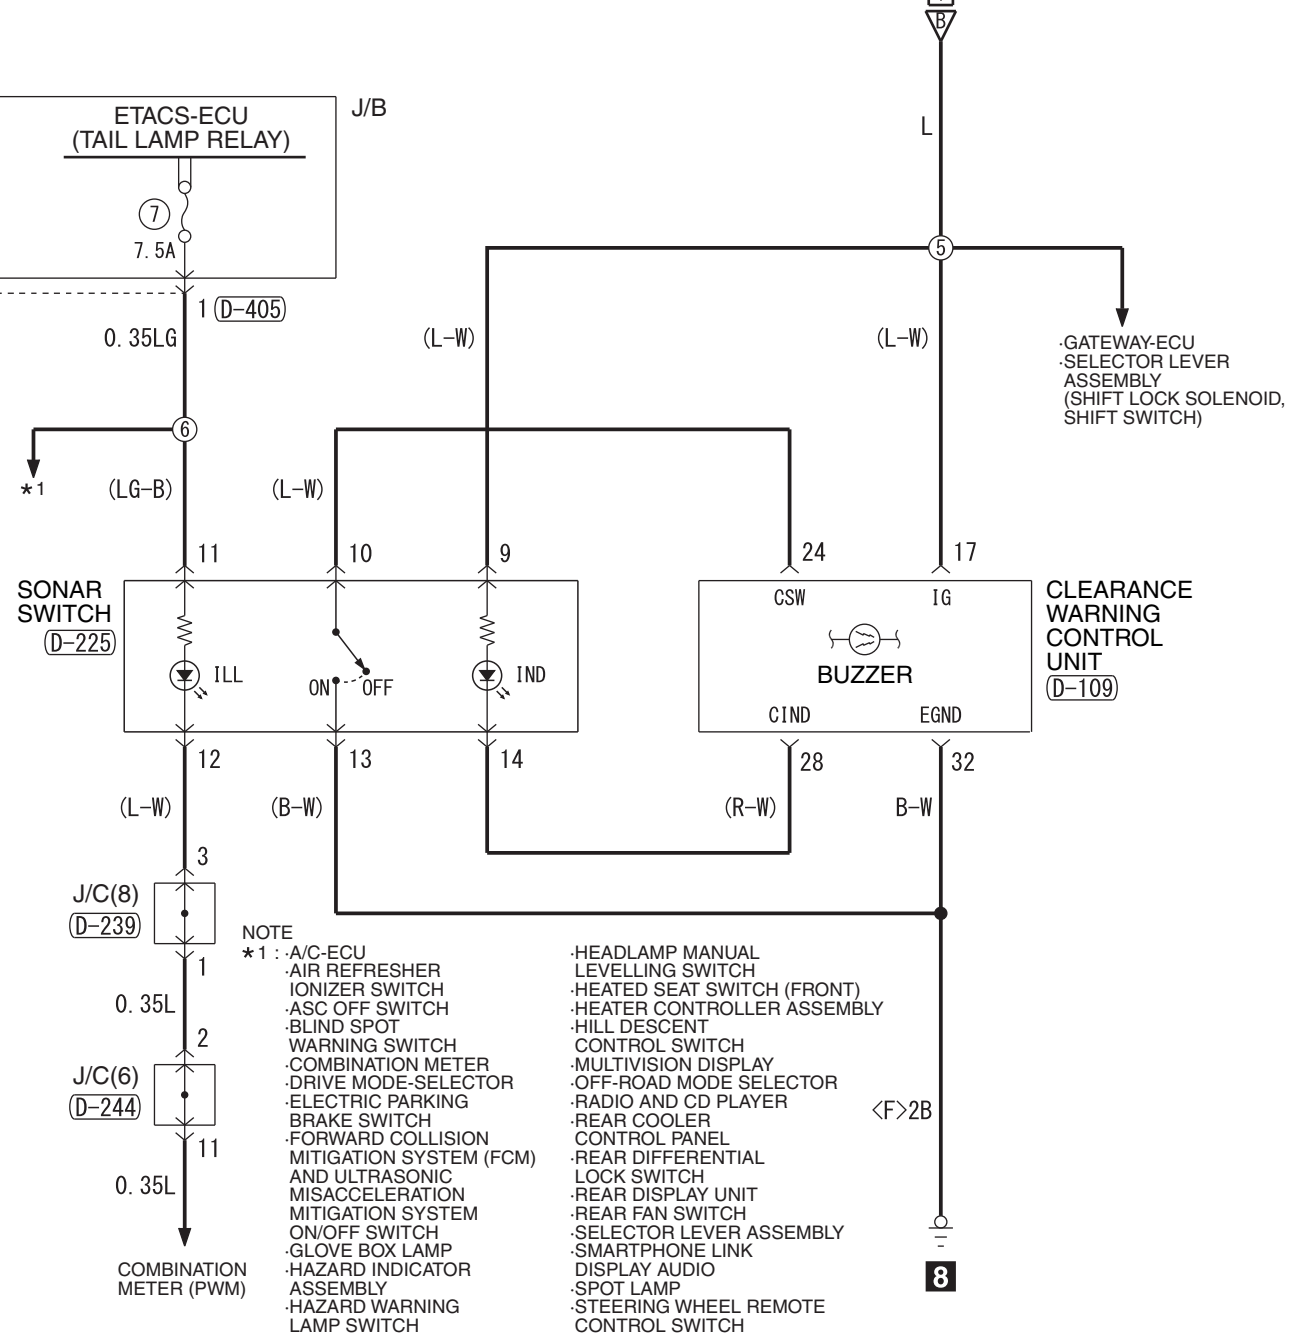 B
L
ETACS-ECU
(TAIL LAMP RELAY)
J/B
7
7.5A
1 D-405
0.35LG
5
(L-W)
(L-W)
·GATEWAY-ECU
·SELECTOR LEVER
ASSEMBLY
(SHIFT LOCK SOLENOID,
SHIFT SWITCH)
6
*1
(LG-B)
(L-W)
11
10
9
24
17
SONAR
SWITCH
D-225
ILL
ON
OFF
IND
CSW
IG
BUZZER
CIND
EGND
CLEARANCE
WARNING
CONTROL
UNIT
D-109
12
13
14
28
32
(L-W)
(B-W)
(R-W)
B-W
3
J/C(8)
D-239
1
0.35L
2
J/C(6)
D-244
11
0.35L
COMBINATION
METER (PWM)
NOTE
*1 : ·A/C-ECU
·AIR REFRESHER
IONIZER SWITCH
·ASC OFF SWITCH
·BLIND SPOT
WARNING SWITCH
·COMBINATION METER
·DRIVE MODE-SELECTOR
·ELECTRIC PARKING
BRAKE SWITCH
·FORWARD COLLISION
MITIGATION SYSTEM (FCM)
AND ULTRASONIC
MISACCELERATION
MITIGATION SYSTEM
ON/OFF SWITCH
·GLOVE BOX LAMP
·HAZARD INDICATOR
ASSEMBLY
·HAZARD WARNING
LAMP SWITCH
·HEADLAMP MANUAL
LEVELLING SWITCH
·HEATED SEAT SWITCH (FRONT)
·HEATER CONTROLLER ASSEMBLY
·HILL DESCENT
CONTROL SWITCH
·MULTIVISION DISPLAY
·OFF-ROAD MODE SELECTOR
·RADIO AND CD PLAYER
·REAR COOLER
CONTROL PANEL
·REAR DIFFERENTIAL
LOCK SWITCH
·REAR DISPLAY UNIT
·REAR FAN SWITCH
·SELECTOR LEVER ASSEMBLY
·SMARTPHONE LINK
DISPLAY AUDIO
·SPOT LAMP
·STEERING WHEEL REMOTE
CONTROL SWITCH
<F>2B
8